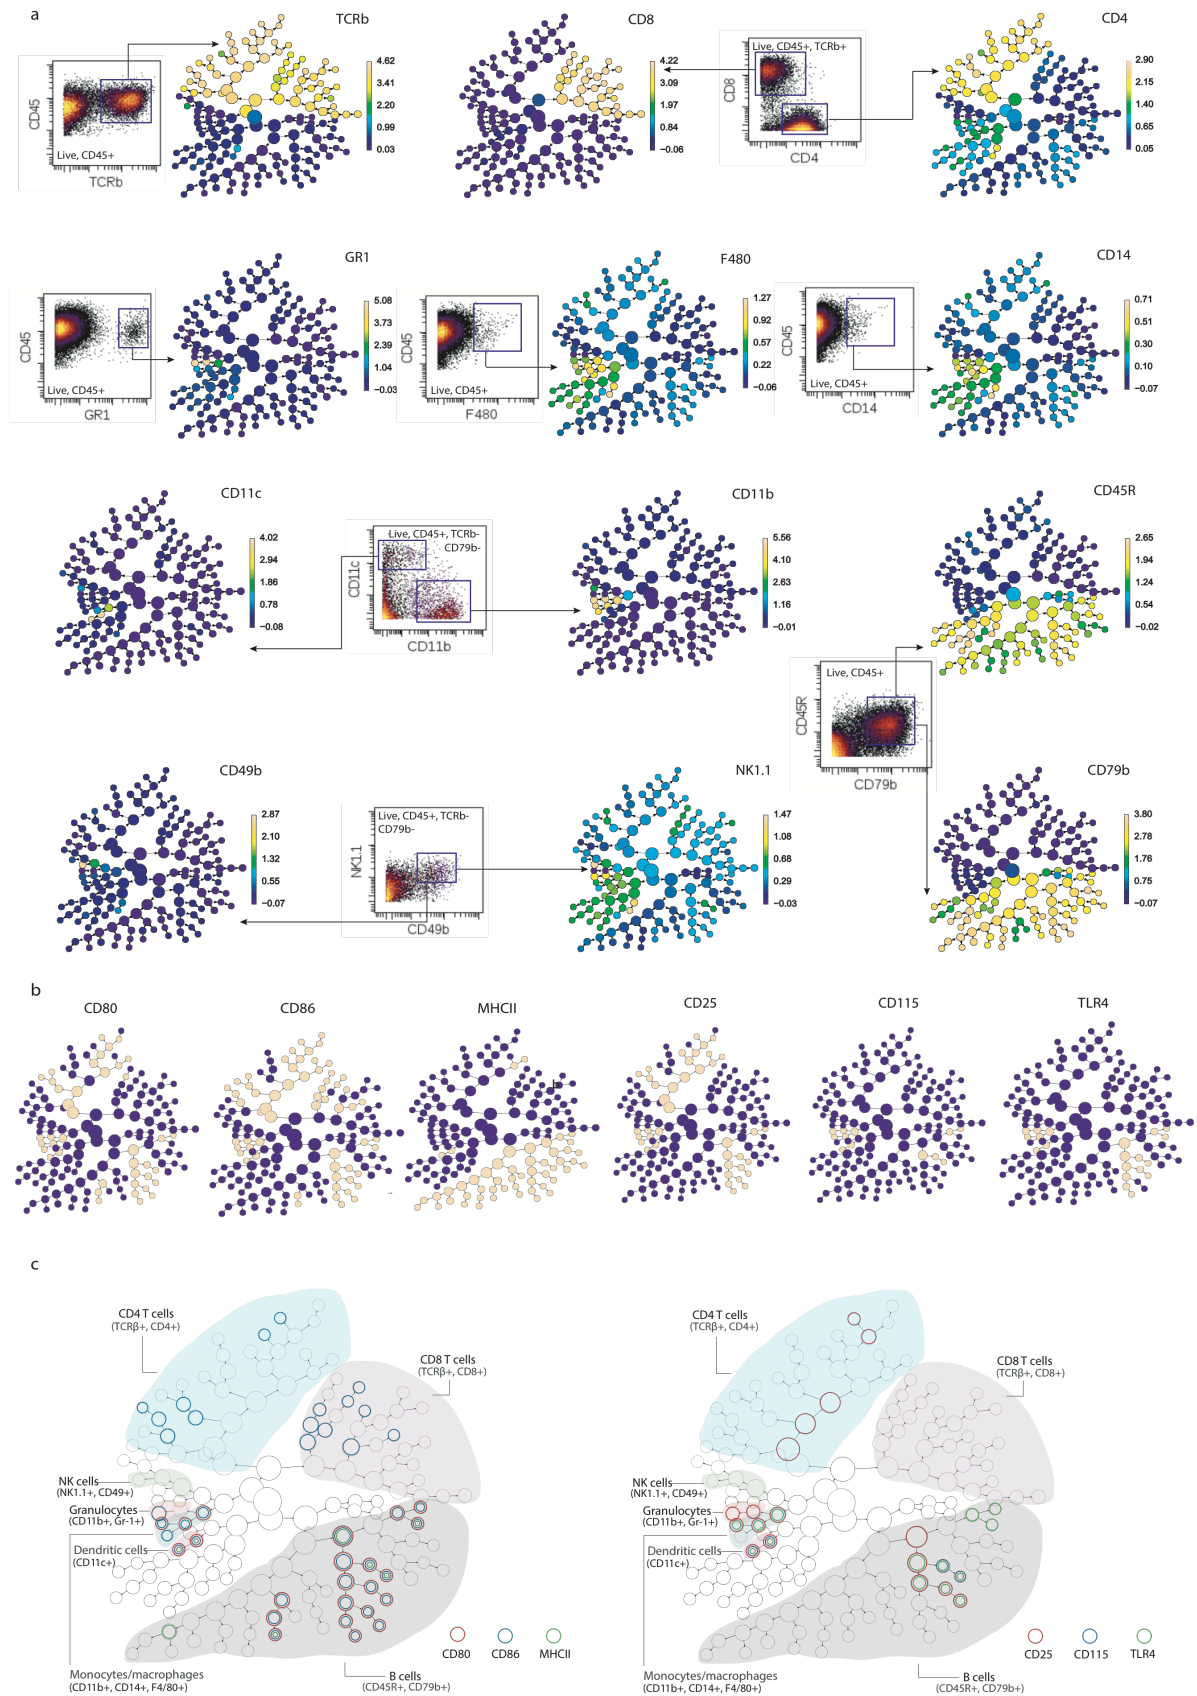 a
TCRb
4.62
3.41
2.20
0.99
0.03
CD45
Live, CD45+
TCRb
CD8
4.22
3.09
1.97
0.84
−0.06
Live, CD45+, TCRb+
CD8
CD4
CD4
2.90
2.15
1.40
0.65
0.05
GR1
5.08
3.73
2.39
1.04
−0.03
CD45
Live, CD45+
GR1
F480
1.27
0.92
0.57
0.22
−0.06
CD45
Live, CD45+
F480
CD14
0.71
0.51
0.30
0.10
−0.07
CD45
Live, CD45+
CD14
CD11c
4.02
2.94
1.86
0.78
−0.08
Live, CD45+, TCRb-
CD79b-
CD11c
CD11b
CD11b
5.56
4.10
2.63
1.16
−0.01
CD45R
2.65
1.94
1.24
0.54
−0.02
Live, CD45+
CD45R
CD79b
CD49b
2.87
2.10
1.32
0.55
−0.07
Live, CD45+, TCRb-
CD79b-
NK1.1
CD49b
NK1.1
1.47
1.08
0.68
0.29
−0.03
CD79b
3.80
2.78
1.76
0.75
−0.07
b
CD80
CD86
MHCII
CD25
CD115
TLR4
b
c
CD4 T cells
(TCRβ+, CD4+)
CD8 T cells
(TCRβ+, CD8+)
NK cells
(NK1.1+, CD49+)
Granulocytes
(CD11b+, Gr-1+)
Dendritic cells
(CD11c+)
Monocytes/macrophages
(CD11b+, CD14+, F4/80+)
B cells
(CD45R+, CD79b+)
CD80
CD86
MHCII
CD4 T cells
(TCRβ+, CD4+)
CD8 T cells
(TCRβ+, CD8+)
NK cells
(NK1.1+, CD49+)
Granulocytes
(CD11b+, Gr-1+)
Dendritic cells
(CD11c+)
Monocytes/macrophages
(CD11b+, CD14+, F4/80+)
B cells
(CD45R+, CD79b+)
CD25
CD115
TLR4